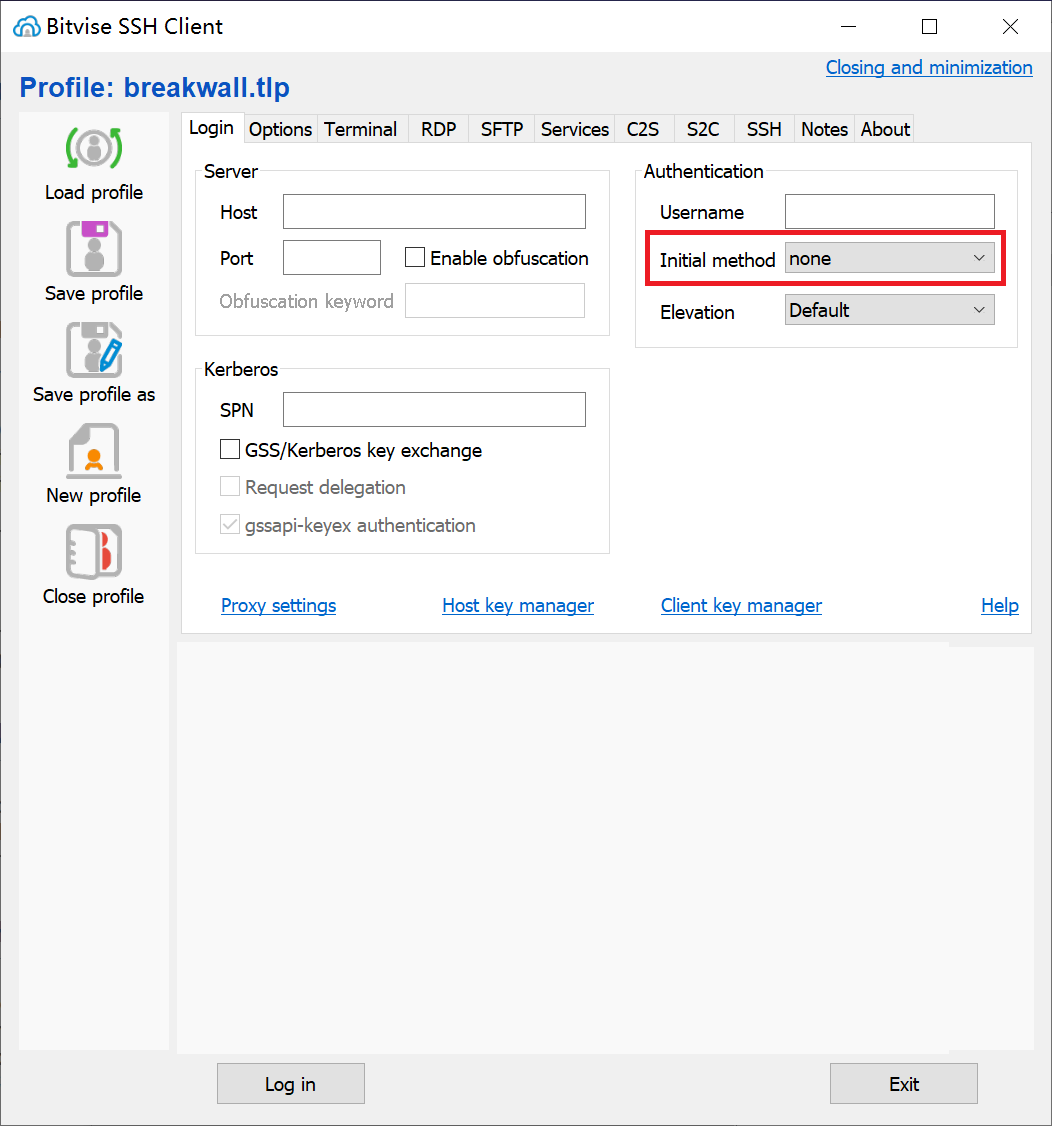 Bitvise SSH Client
Closing and minimization
Profile: breakwall.tlp
Load profile
Save profile
Save profile as
New profile
Close profile
Login Options Terminal RDP SFTP Services C2S S2C SSH Notes About
Server
Host
Port Enable obfuscation
Obfuscation keyword
Authentication
Username
Initial method none
Elevation Default
Kerberos
SPN
GSS/Kerberos key exchange
Request delegation
gssapi-keyex authentication
Proxy settings Host key manager Client key manager Help
Log in Exit